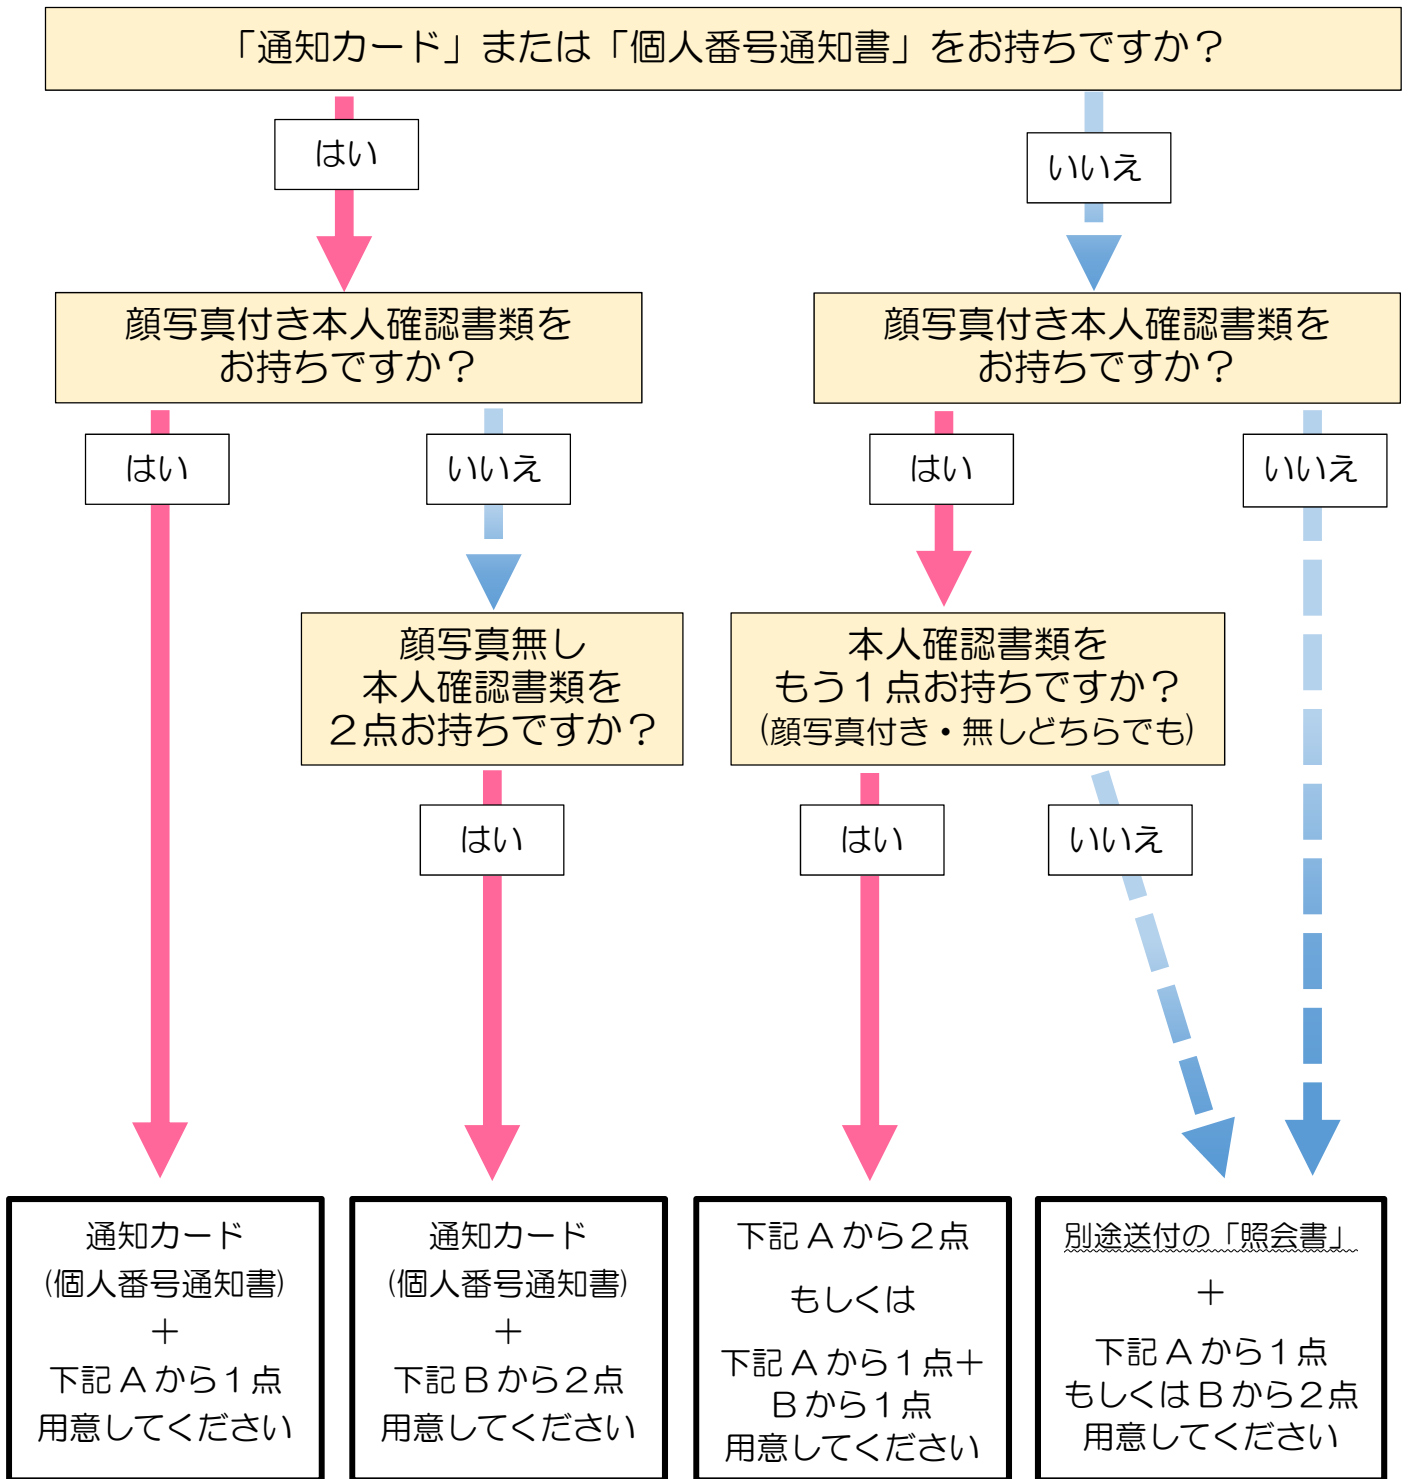 「通知カード」または「個人番号通知書」をお持ちですか？
はい
いいえ
顔写真付き本人確認書類を
お持ちですか？
顔写真付き本人確認書類を
お持ちですか？
はい
いいえ
はい
いいえ
顔写真無し
本人確認書類を
２点お持ちですか？
本人確認書類を
もう１点お持ちですか？
(顔写真付き・無しどちらでも)
はい
はい
いいえ
通知カード
(個人番号通知書)
＋
下記Ａから１点
用意してください
通知カード
(個人番号通知書)
＋
下記Ｂから２点
用意してください
下記Ａから２点
もしくは
下記Ａから１点＋
Ｂから１点
用意してください
別途送付の「照会書」
＋
下記Ａから１点
もしくはＢから２点
用意してください